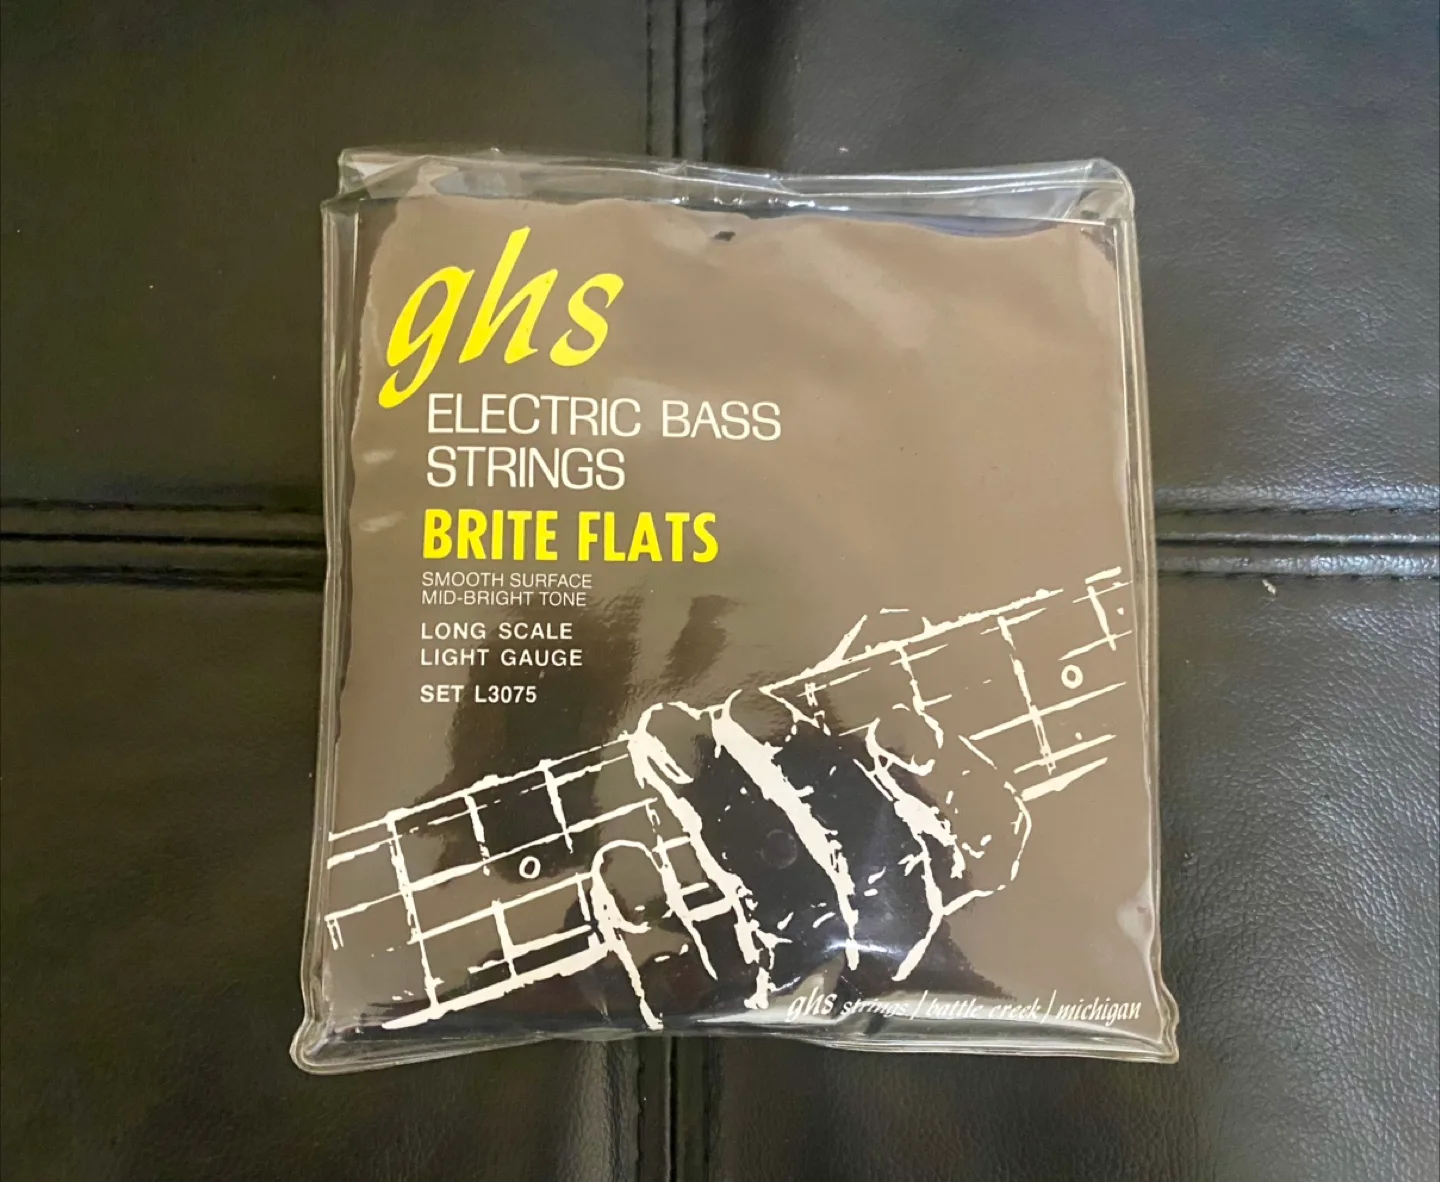 ghs
ELECTRIC BASS
STRINGS
BRITE FLATS
SMOOTH SURFACE
MID-BRIGHT TONE
LONG SCALE
LIGHT GAUGE
SET L3075
ghs strings/battle creek/michigan